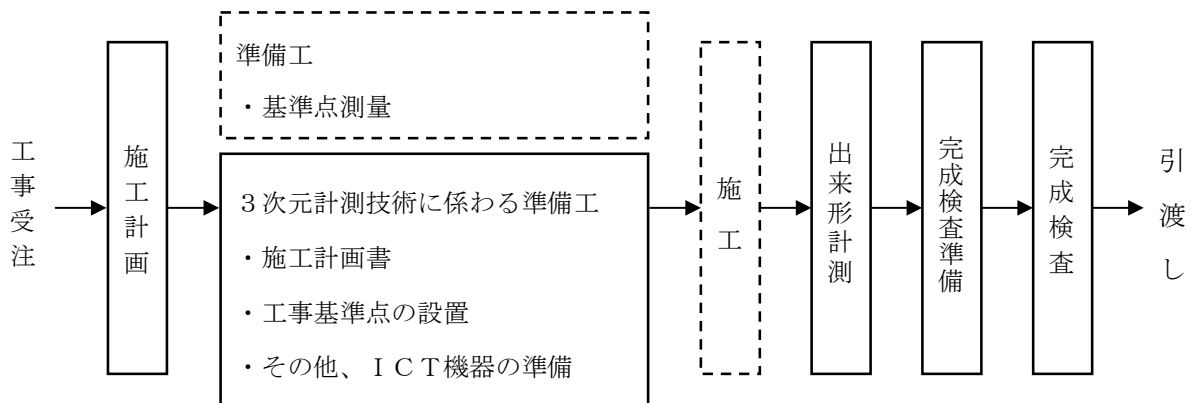 工事受注
施工計画
準備工
・基準点測量
３次元計測技術に係わる準備工
・施工計画書
・工事基準点の設置
・その他、ＩＣＴ機器の準備
施工
出来形計測
完成検査準備
完成検査
引渡し